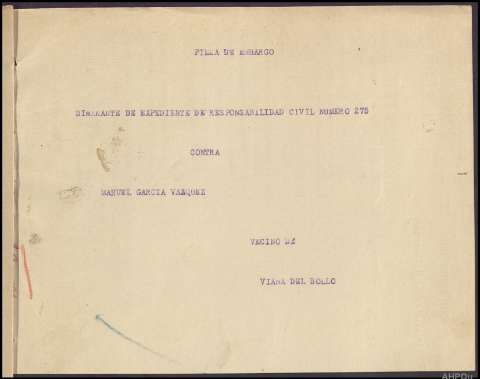 PIEZA DE EMBARGO
DIMANANTE DE EXPEDIENTE DE RESPONSABILIDAD CIVIL NUMERO 275
CONTRA
MANUEL GARCIA VAZQUEZ
VECINO DE
VIANA DEL BOLLO
AHPOu